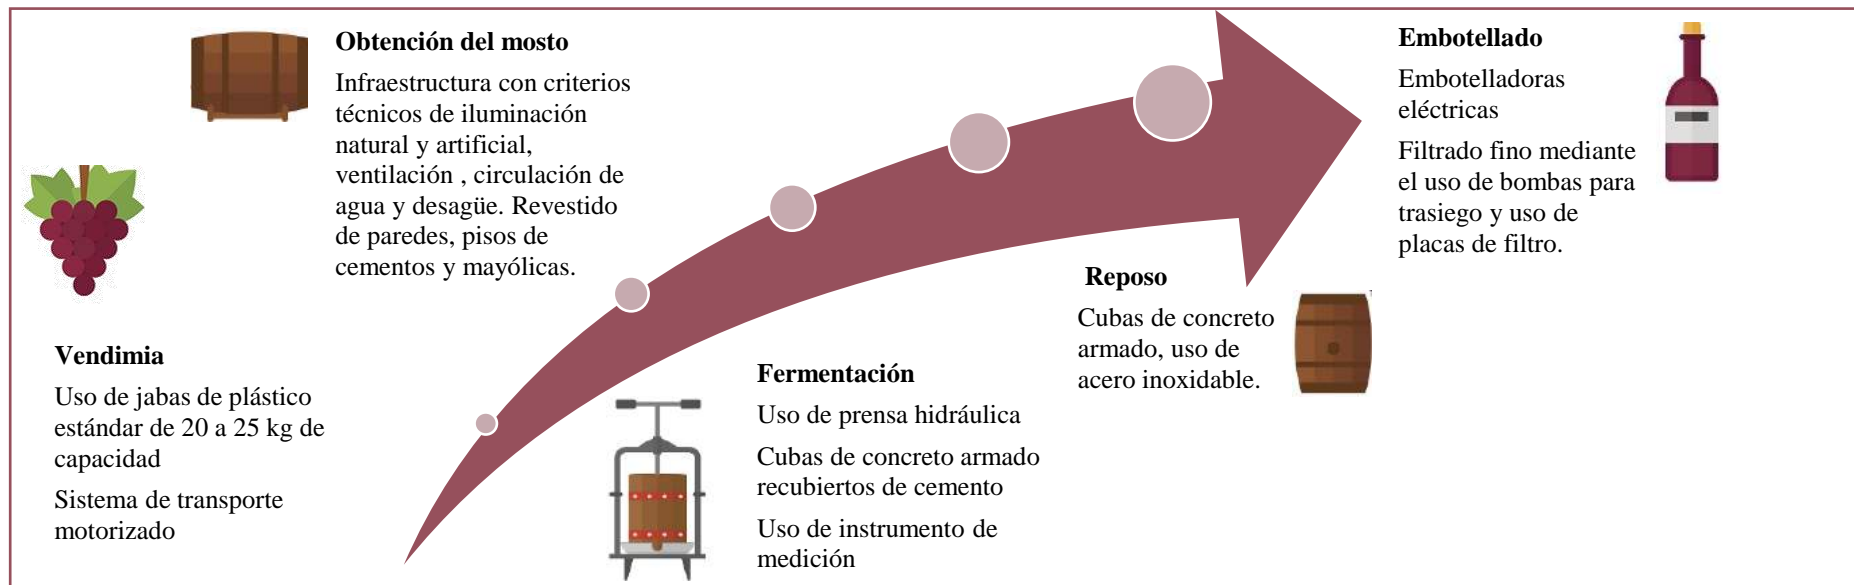 Obtención del mosto
Infraestructura con criterios
técnicos de iluminación
natural y artificial,
ventilación , circulación de
agua y desagüe. Revestido
de paredes, pisos de
cementos y mayólicas.
Embotellado
Embotelladoras
eléctricas
Filtrado fino mediante
el uso de bombas para
trasiego y uso de
placas de filtro.
Vendimia
Uso de jabas de plástico
estándar de 20 a 25 kg de
capacidad
Sistema de transporte
motorizado
Fermentación
Uso de prensa hidráulica
Cubas de concreto armado
recubiertos de cemento
Uso de instrumento de
medición
Reposo
Cubas de concreto
armado, uso de
acero inoxidable.